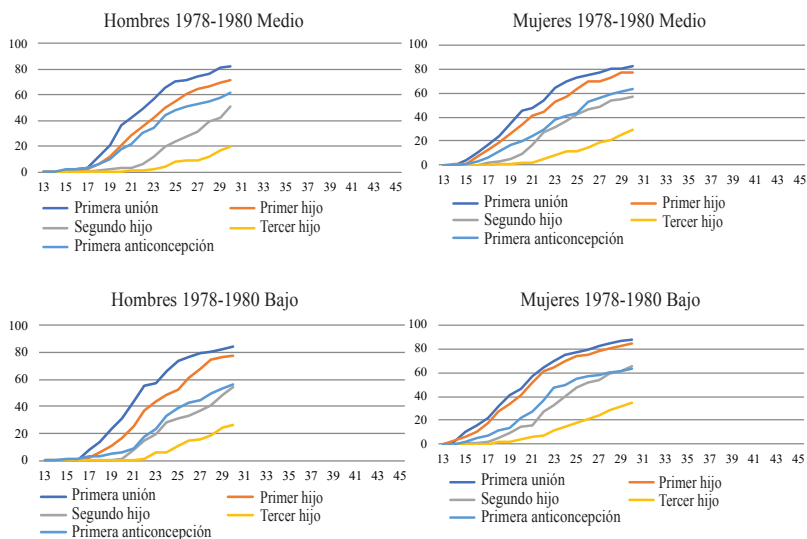 Hombres 1978-1980 Medio
100
80
60
40
20
0
13 15 17 19 21 23 25 27 29 31 33 35 37 39 41 43 45
Primera unión Primer hijo
Segundo hijo Tercer hijo
Primera anticoncepción
Mujeres 1978-1980 Medio
100
80
60
40
20
0
13 15 17 19 21 23 25 27 29 31 33 35 37 39 41 43 45
Primera unión Primer hijo
Segundo hijo Tercer hijo
Primera anticoncepción
Hombres 1978-1980 Bajo
100
80
60
40
20
0
13 15 17 19 21 23 25 27 29 31 33 35 37 39 41 43 45
Primera unión Primer hijo
Segundo hijo Tercer hijo
Primera anticoncepción
Mujeres 1978-1980 Bajo
100
80
60
40
20
0
13 15 17 19 21 23 25 27 29 31 33 35 37 39 41 43 45
Primera unión Primer hijo
Segundo hijo Tercer hijo
Primera anticoncepción